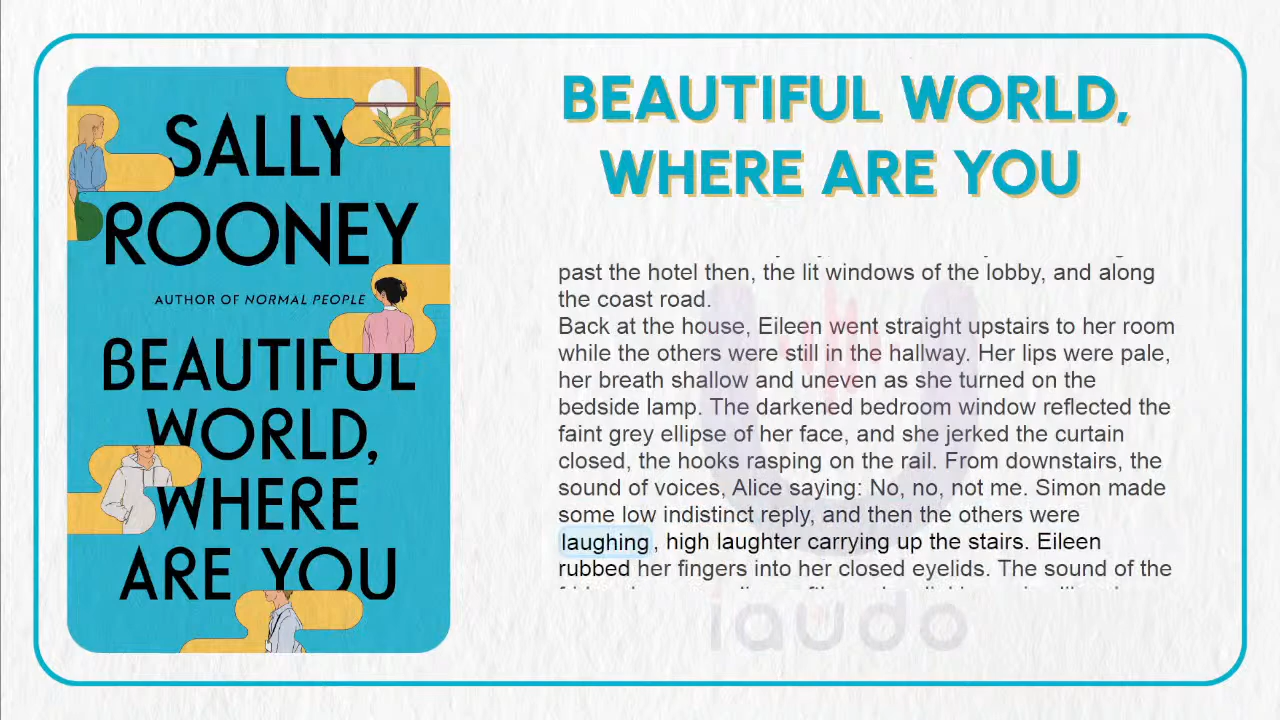 SALLY
ROONEY
AUTHOR OF NORMAL PEOPLE
BEAUTIFUL
WORLD,
WHERE
ARE YOU
BEAUTIFUL WORLD,
WHERE ARE YOU
past the hotel then, the lit windows of the lobby, and along
the coast road.
Back at the house, Eileen went straight upstairs to her room
while the others were still in the hallway. Her lips were pale,
her breath shallow and uneven as she turned on the
bedside lamp. The darkened bedroom window reflected the
faint grey ellipse of her face, and she jerked the curtain
closed, the hooks rasping on the rail. From downstairs, the
sound of voices, Alice saying: No, no, not me. Simon made
some low indistinct reply, and then the others were
laughing, high laughter carrying up the stairs. Eileen
rubbed her fingers into her closed eyelids. The sound of the
iaudo